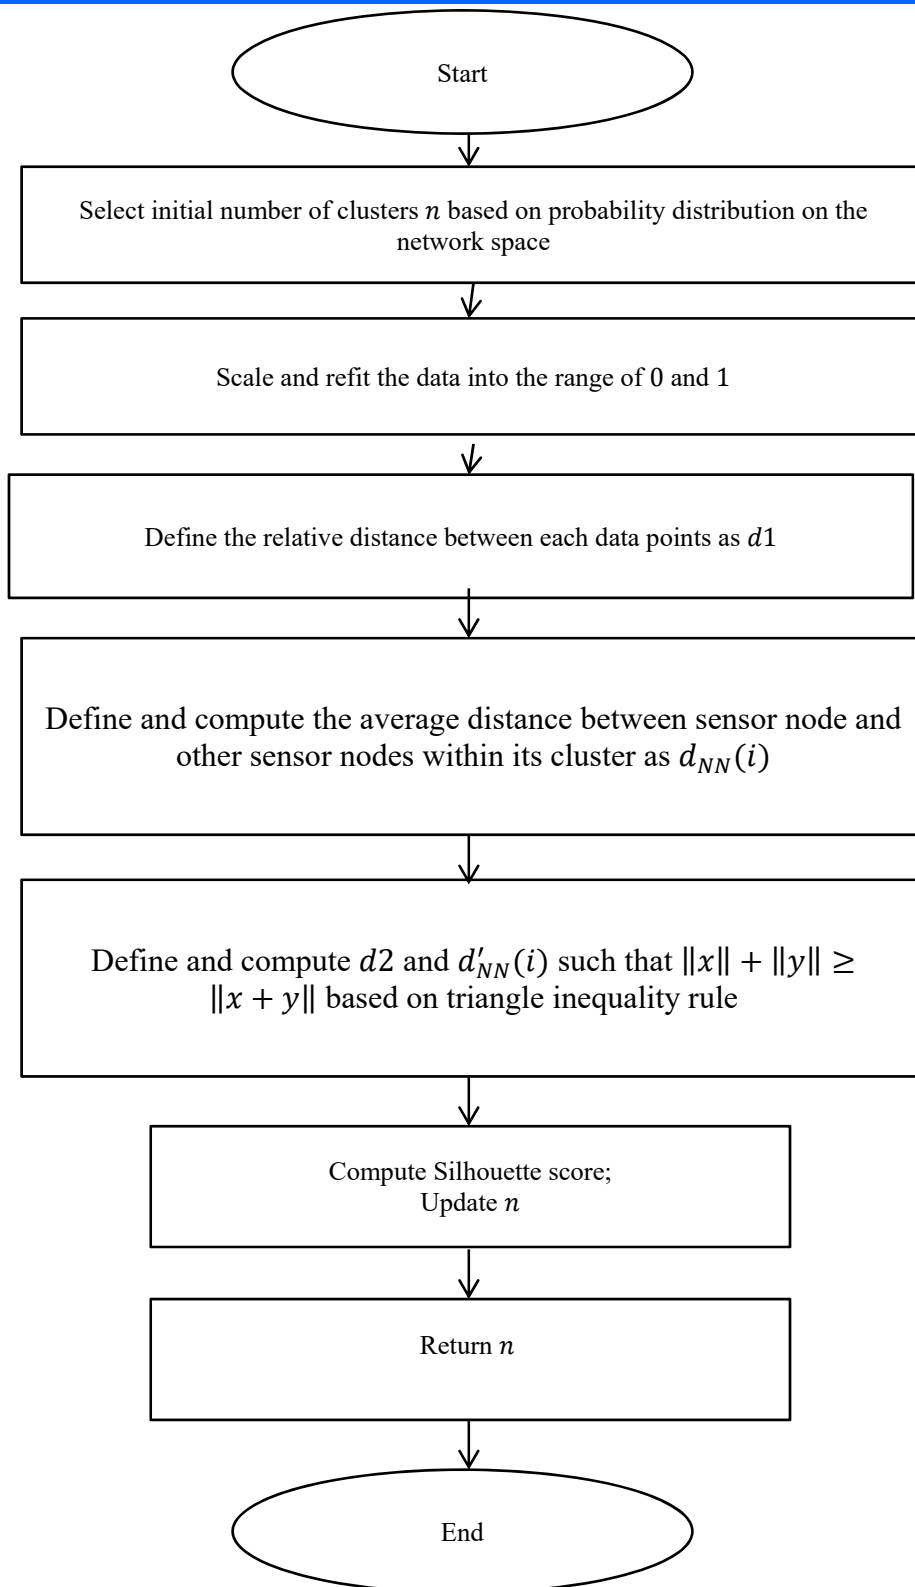 Start
Select initial number of clusters n based on probability distribution on the
network space
Scale and refit the data into the range of 0 and 1
Define the relative distance between each data points as d1
Define and compute the average distance between sensor node and
other sensor nodes within its cluster as d_{NN}(i)
Define and compute d2 and d'_{NN}(i) such that ‖x‖ + ‖y‖ ≥
‖x + y‖ based on triangle inequality rule
Compute Silhouette score;
Update n
Return n
End